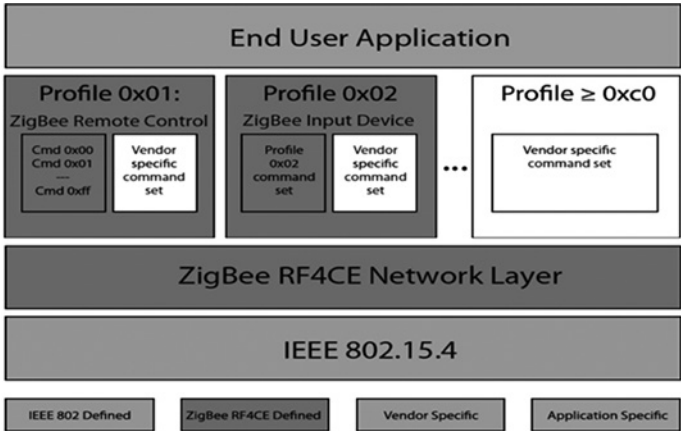 End User Application
Profile 0x01:
ZigBee Remote Control
Cmd 0x00
Cmd 0x01
---
Cmd 0xff
Vendor
specific
command
set
Profile 0x02
ZigBee Input Device
Profile
0x02
command
set
Vendor
specific
command
set
...
Profile ≥ 0xc0
Vendor specific
command set
ZigBee RF4CE Network Layer
IEEE 802.15.4
IEEE 802 Defined
ZigBee RF4CE Defined
Vendor Specific
Application Specific